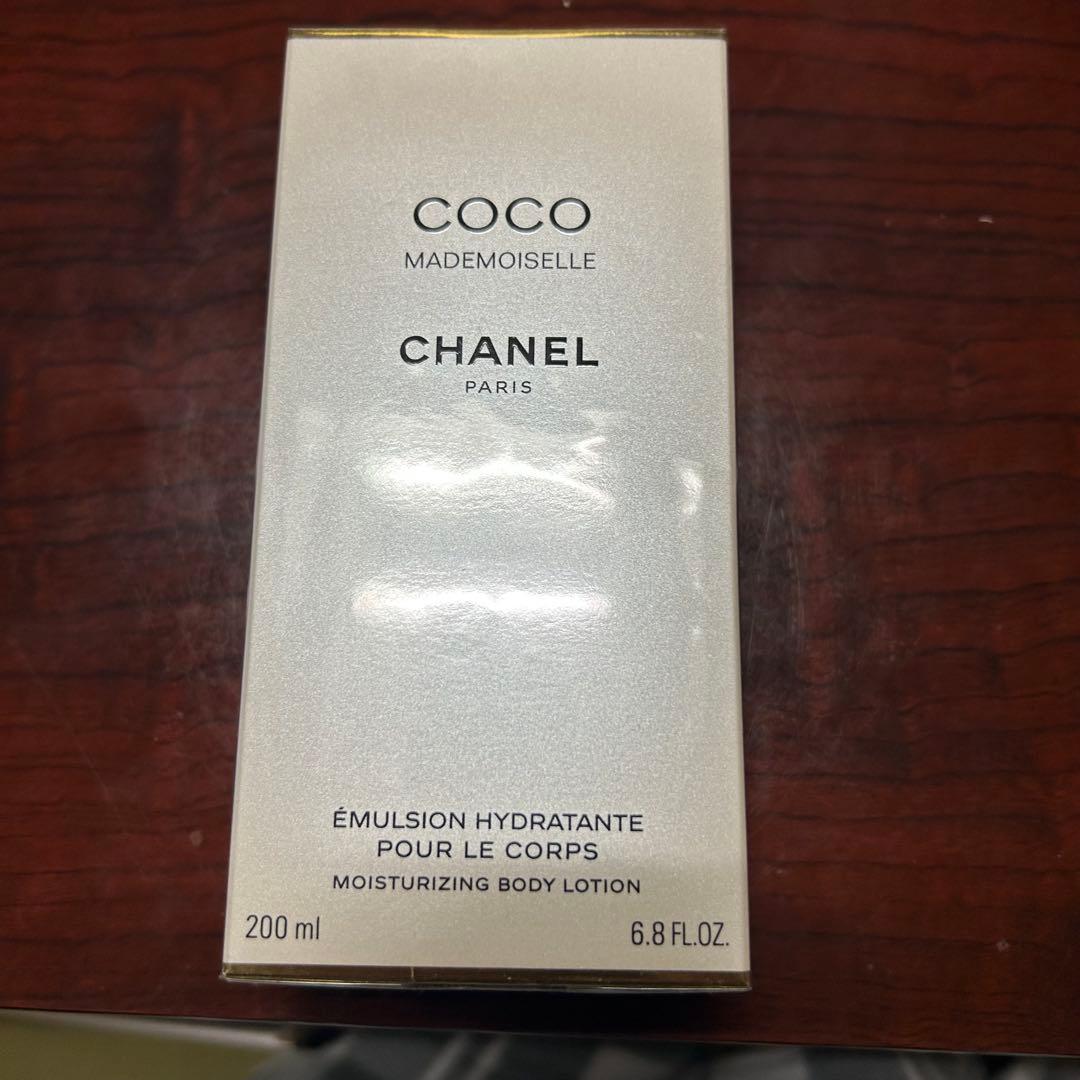 COCO
MADEMOISELLE
CHANEL
PARIS
ÉMULSION HYDRATANTE
POUR LE CORPS
MOISTURIZING BODY LOTION
200 ml 6.8 FL.OZ.